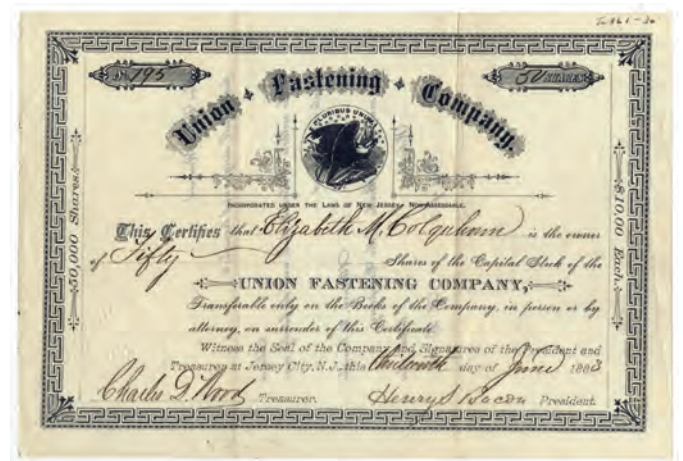 No. 195
50 SHARES
Union Fastening Company.
E PLURIBUS UNUM
INCORPORATED UNDER THE LAWS OF NEW JERSEY. NON-ASSESSABLE.
50,000 Shares.
$10.00 Each.
This Certifies that Elizabeth M. Colquhoun is the owner
of Fifty Shares of the Capital Stock of the
UNION FASTENING COMPANY,
Transferable only on the Books of the Company, in person or by
attorney, on surrender of this Certificate.
Witness the Seal of the Company and Signatures of the President and
Treasurer at Jersey City, N.J., this thirteenth day of June 1883
Charles D. Wood Treasurer. Henry S Bacon President.